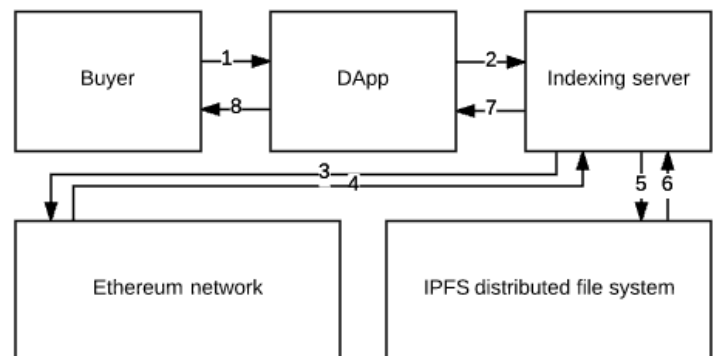 1
2
Buyer
DApp
Indexing server
8
7
3
4
5
6
Ethereum network
IPFS distributed file system